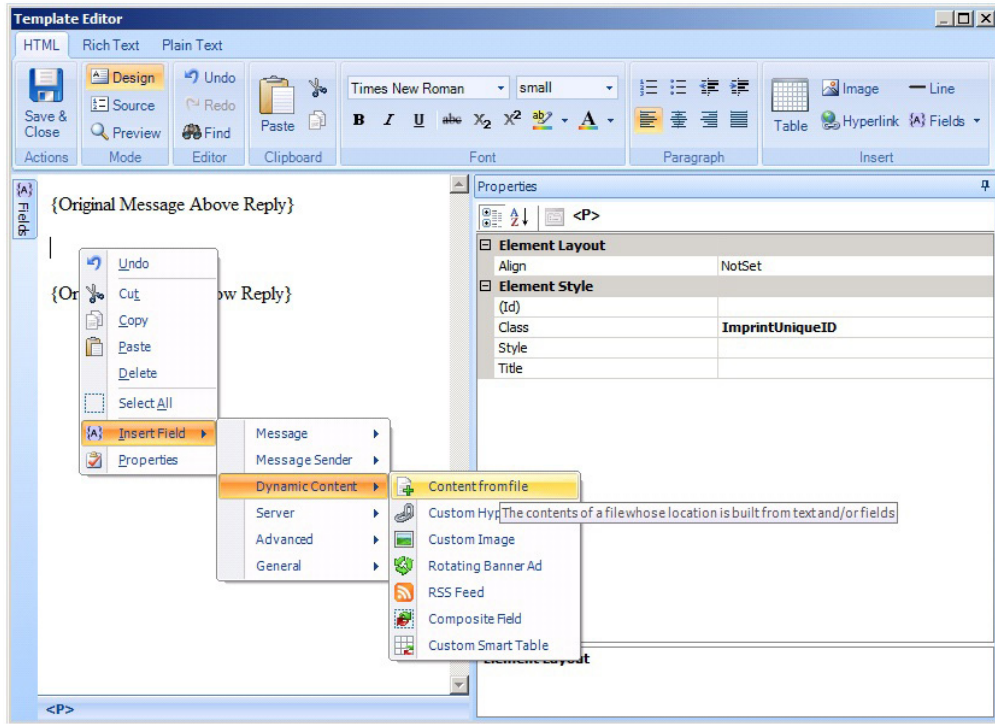 Template Editor
HTML Rich Text Plain Text
Save & Close
Design
Source
Preview
Undo
Redo
Find
Paste
Times New Roman small
B I U abc X2 X2 ab A
Table
Image Line
Hyperlink {A} Fields
Actions Mode Editor Clipboard Font Paragraph Insert
{A} Fields
{Original Message Above Reply}
{Or ow Reply}
Undo
Cut
Copy
Paste
Delete
Select All
{A} Insert Field
Properties
Message
Message Sender
Dynamic Content
Server
Advanced
General
Content from file
Custom Hyp
The contents of a file whose location is built from text and/or fields
Custom Image
Rotating Banner Ad
RSS Feed
Composite Field
Custom Smart Table
Properties
<P>
Element Layout
Align NotSet
Element Style
(Id)
Class ImprintUniqueID
Style
Title
Element Layout
<P>